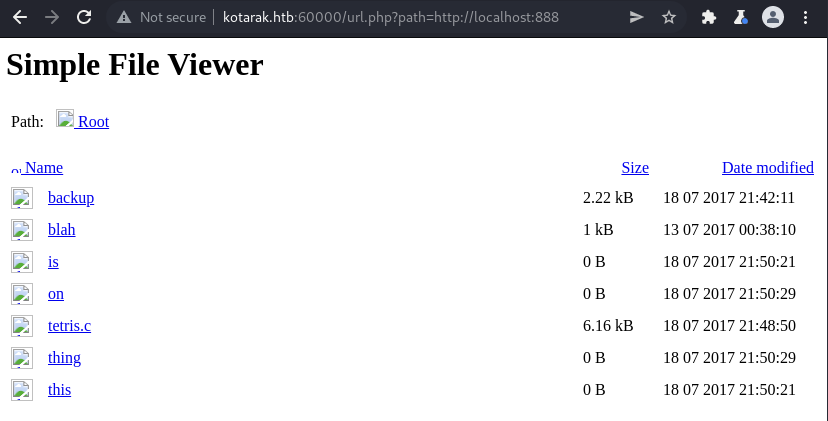 Not secure kotarak.htb:60000/url.php?path=http://localhost:888
Simple File Viewer
Path: Root
Name Size Date modified
backup 2.22 kB 18 07 2017 21:42:11
blah 1 kB 13 07 2017 00:38:10
is 0 B 18 07 2017 21:50:21
on 0 B 18 07 2017 21:50:29
tetris.c 6.16 kB 18 07 2017 21:48:50
thing 0 B 18 07 2017 21:50:29
this 0 B 18 07 2017 21:50:21